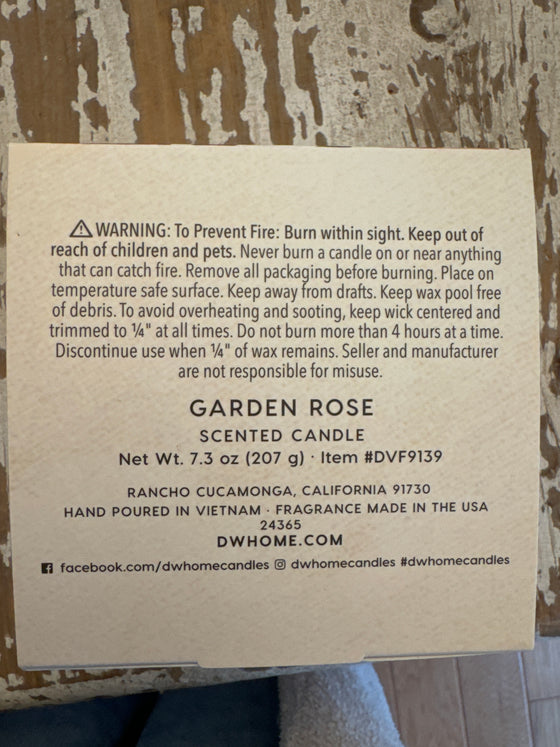 ⚠ WARNING: To Prevent Fire: Burn within sight. Keep out of
reach of children and pets. Never burn a candle on or near anything
that can catch fire. Remove all packaging before burning. Place on
temperature safe surface. Keep away from drafts. Keep wax pool free
of debris. To avoid overheating and sooting, keep wick centered and
trimmed to ¼" at all times. Do not burn more than 4 hours at a time.
Discontinue use when ¼" of wax remains. Seller and manufacturer
are not responsible for misuse.
GARDEN ROSE
SCENTED CANDLE
Net Wt. 7.3 oz (207 g) · Item #DVF9139
RANCHO CUCAMONGA, CALIFORNIA 91730
HAND POURED IN VIETNAM · FRAGRANCE MADE IN THE USA
24365
DWHOME.COM
facebook.com/dwhomecandles dwhomecandles #dwhomecandles